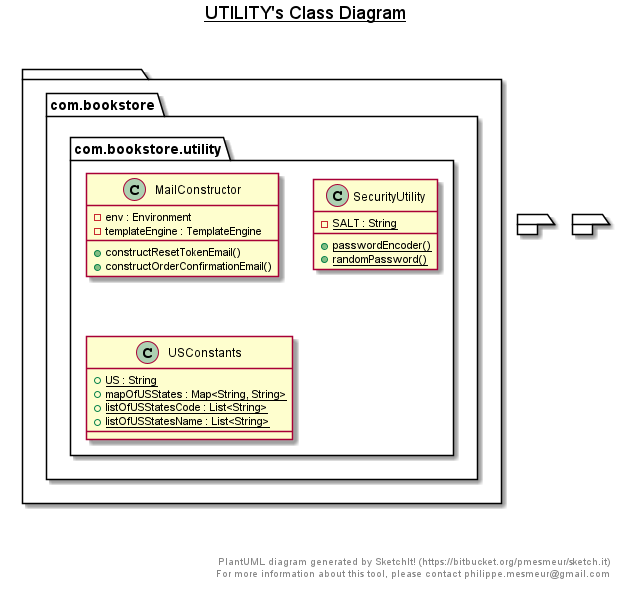 UTILITY's Class Diagram
com.bookstore
com.bookstore.utility
C MailConstructor
env : Environment
templateEngine : TemplateEngine
constructResetTokenEmail()
constructOrderConfirmationEmail()
C SecurityUtility
SALT : String
passwordEncoder()
randomPassword()
C USConstants
US : String
mapOfUSStates : Map<String, String>
listOfUSStatesCode : List<String>
listOfUSStatesName : List<String>
PlantUML diagram generated by SketchIt! (https://bitbucket.org/pmesmeur/sketch.it)
For more information about this tool, please contact philippe.mesmeur@gmail.com